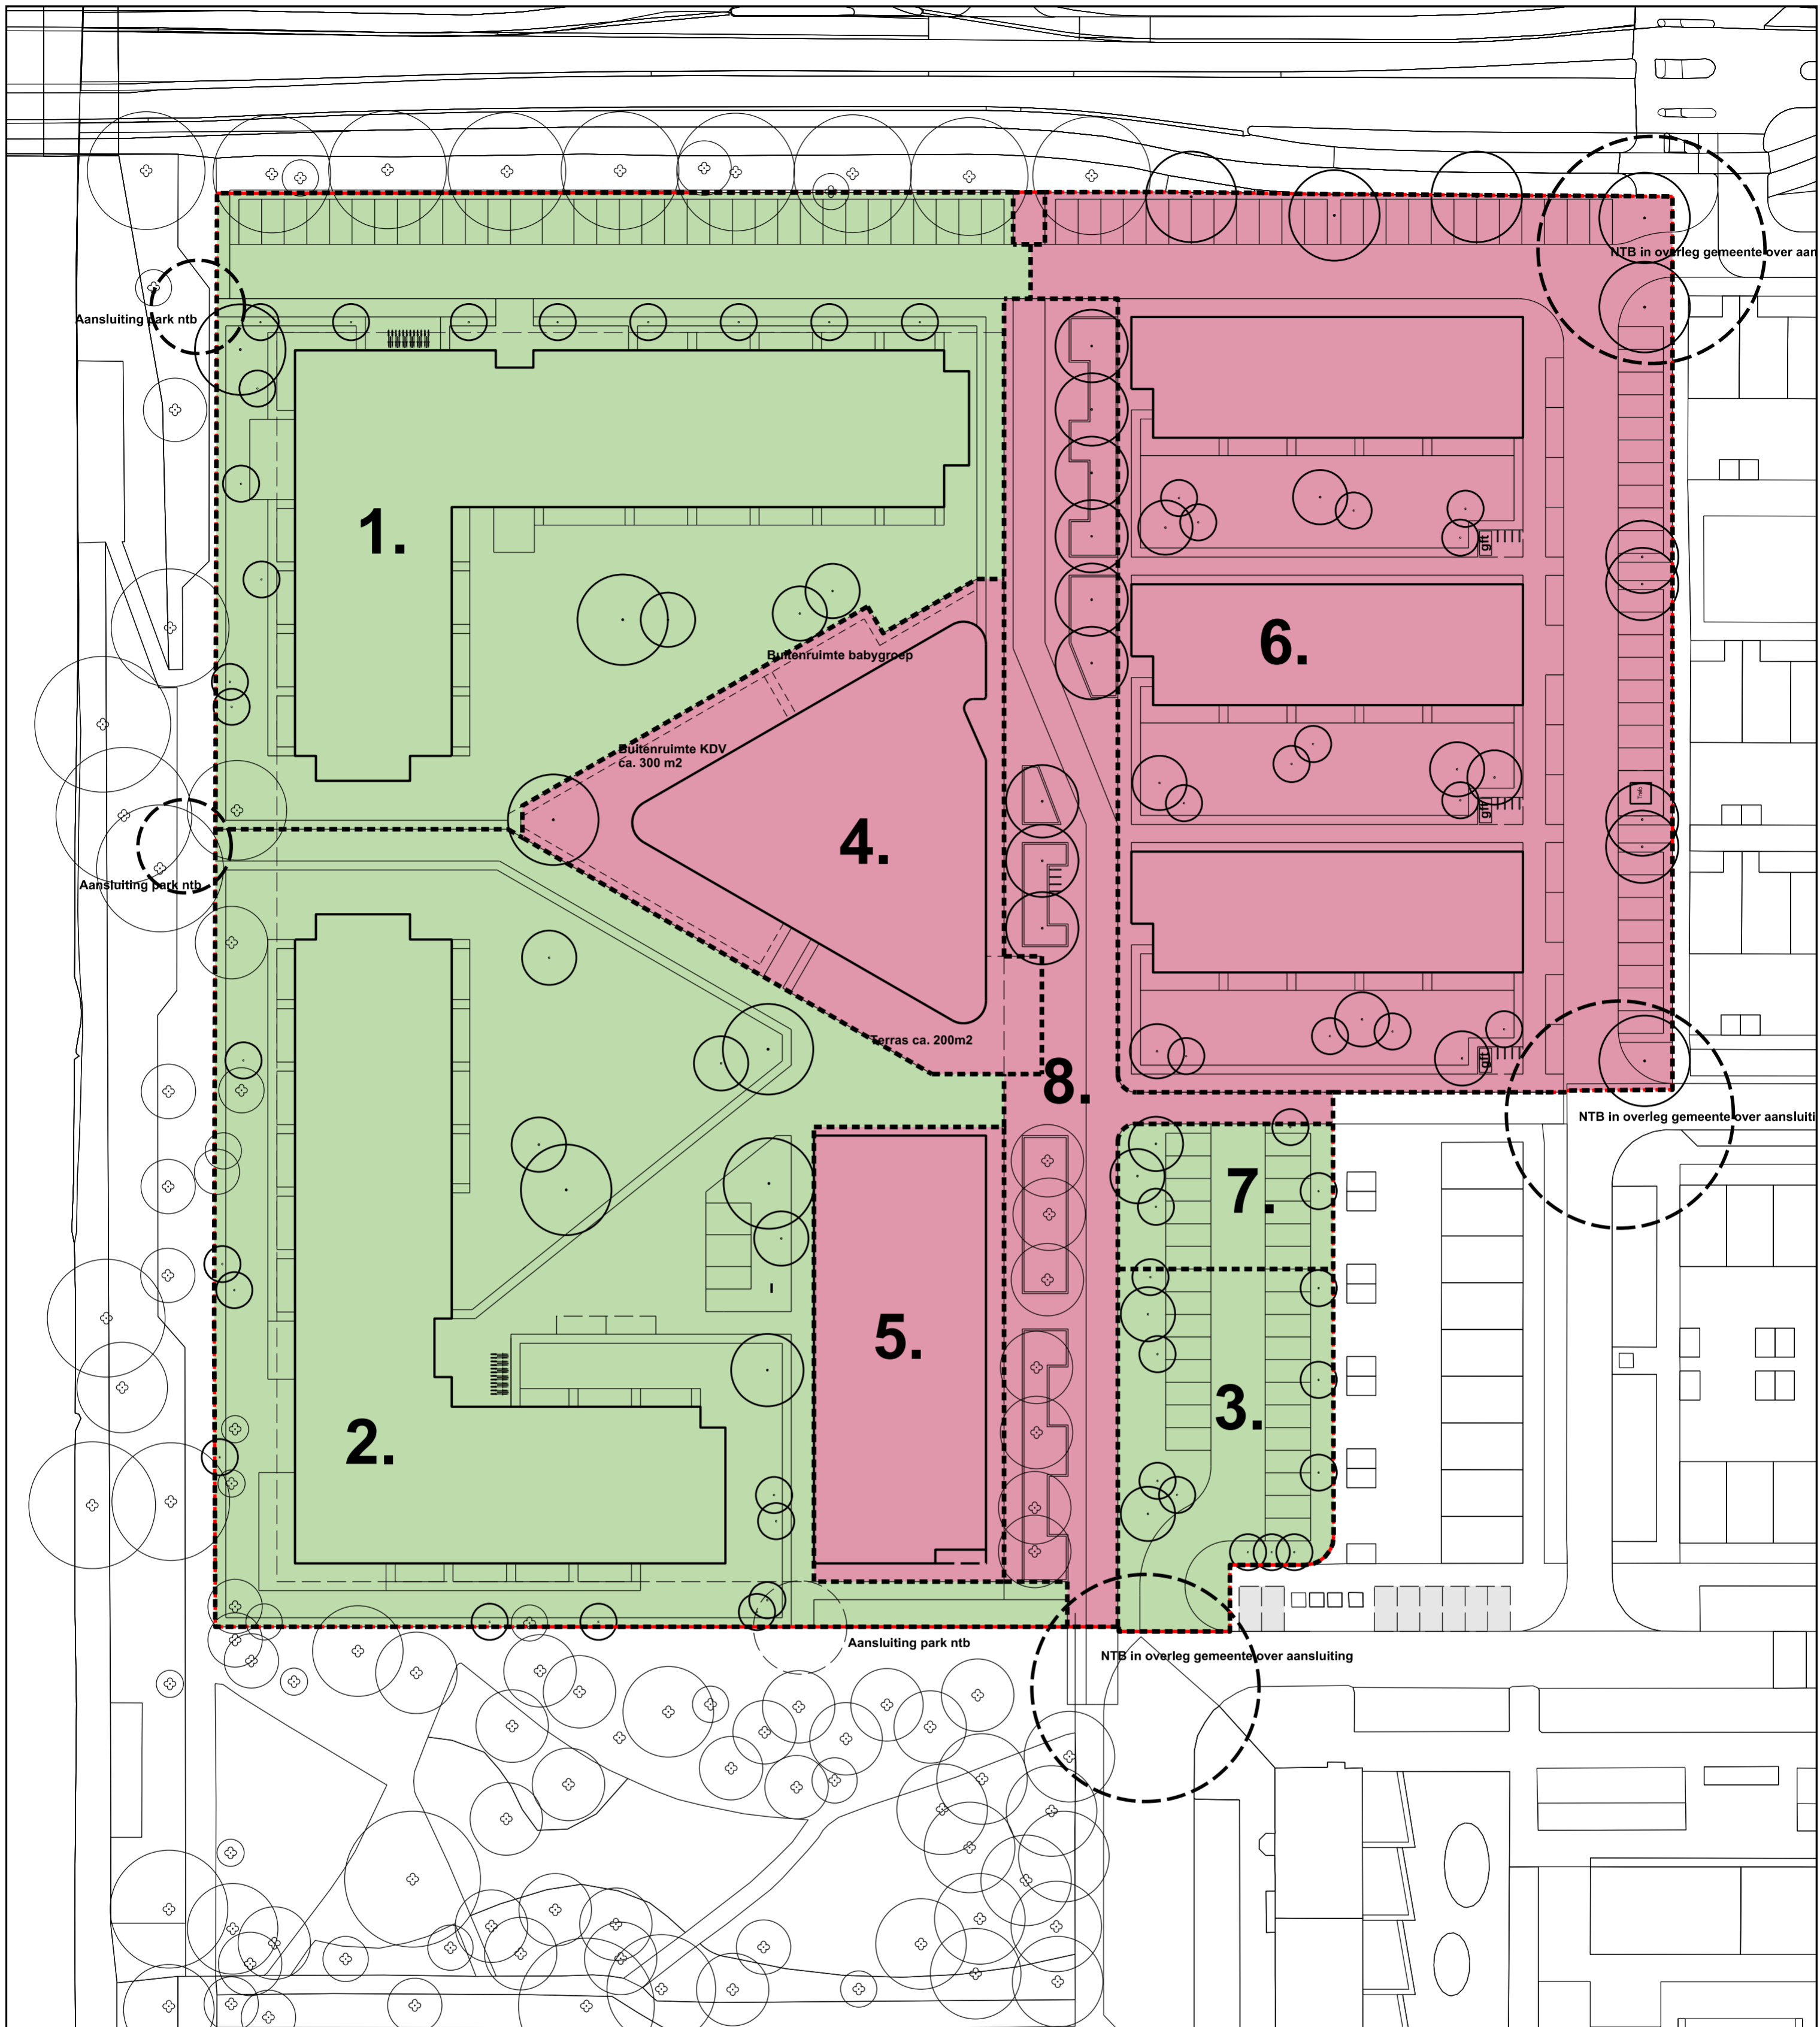 NTB in overleg gemeente over aan
Aansluiting park ntb
1.
gft
6.
Buitenruimte babygroep
Buitenruimte KDV
ca. 300 m2
gft
Trafo
4.
Aansluiting park ntb
Terras ca. 200m2
gft
8.
NTB in overleg gemeente over aansluiti
7.
5.
3.
2.
Aansluiting park ntb
NTB in overleg gemeente over aansluiting